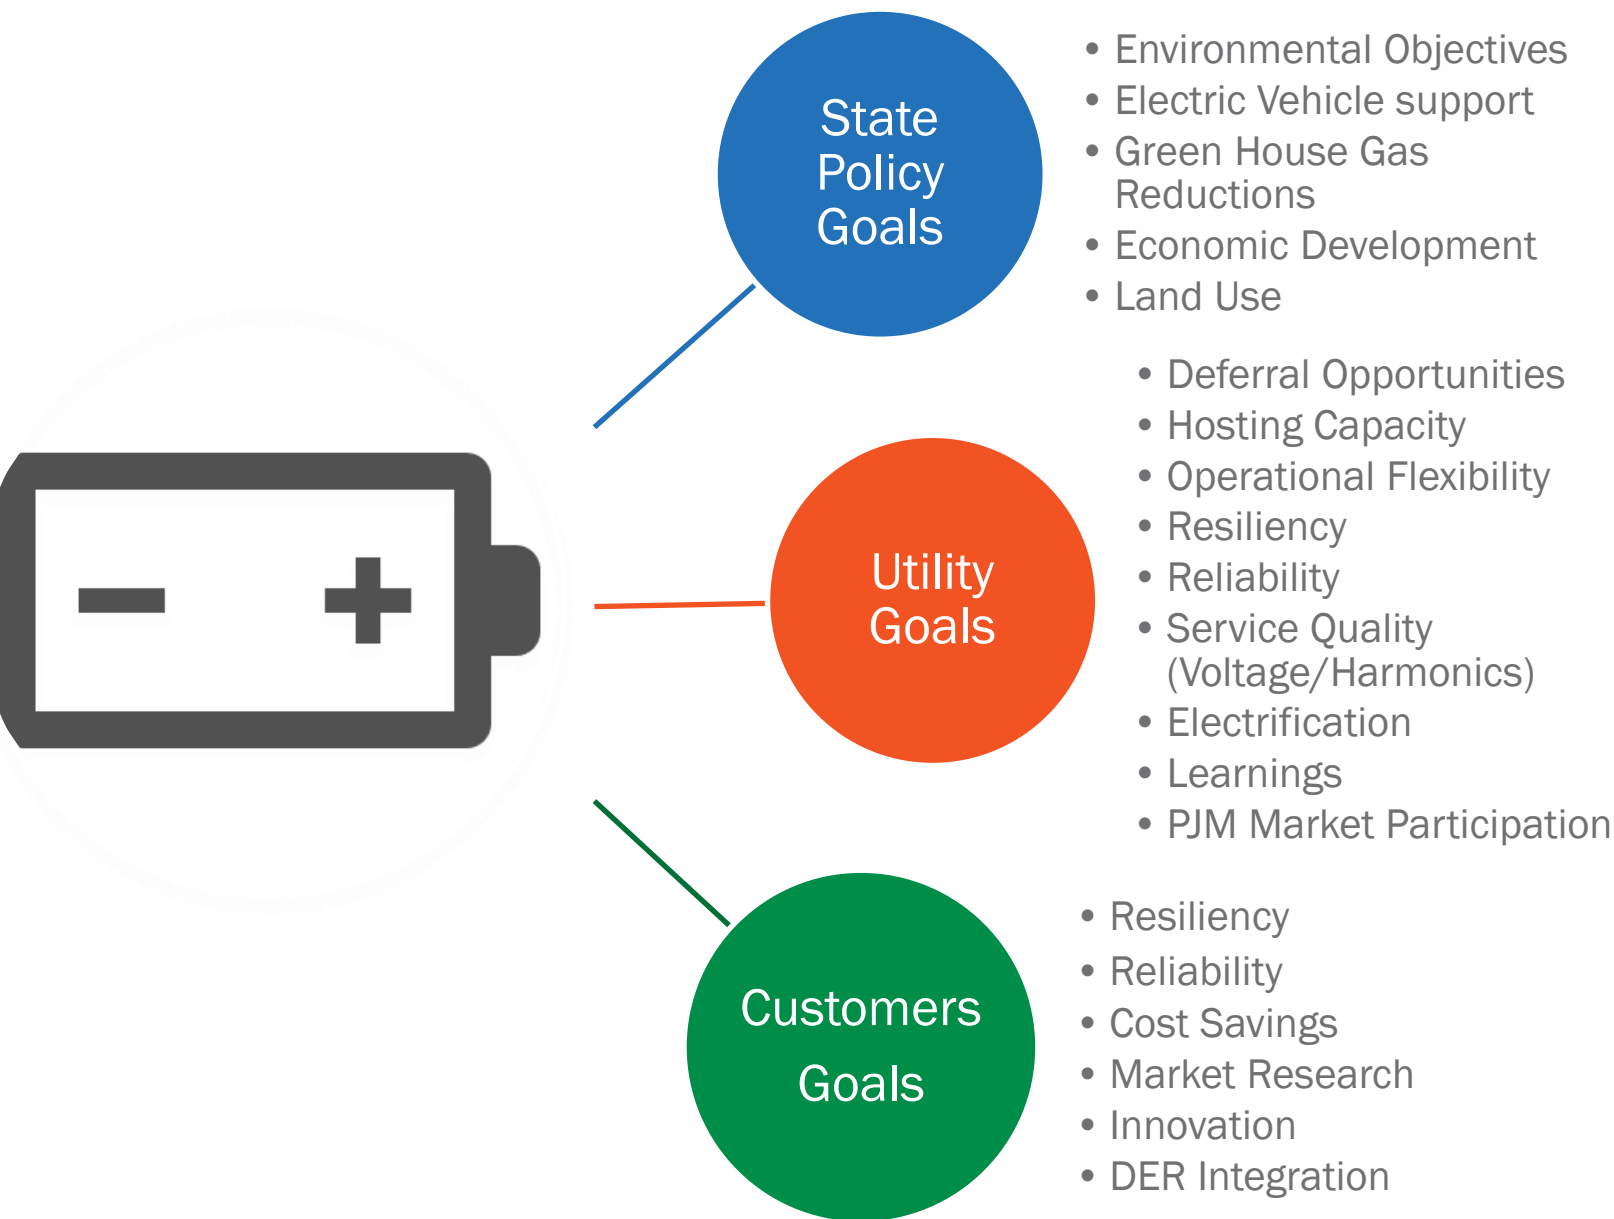 State
Policy
Goals
• Environmental Objectives
• Electric Vehicle support
• Green House Gas
Reductions
• Economic Development
• Land Use
Utility
Goals
• Deferral Opportunities
• Hosting Capacity
• Operational Flexibility
• Resiliency
• Reliability
• Service Quality
(Voltage/Harmonics)
• Electrification
• Learnings
• PJM Market Participation
Customers
Goals
• Resiliency
• Reliability
• Cost Savings
• Market Research
• Innovation
• DER Integration